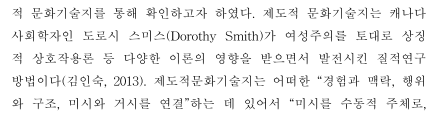 적 문화기술지를 통해 확인하고자 하였다. 제도적 문화기술지는 캐나다
사회학자인 도로시 스미스(Dorothy Smith)가 여성주의를 토대로 상징
적 상호작용론 등 다양한 이론의 영향을 받으면서 발전시킨 질적연구
방법이다(김인숙, 2013). 제도적문화기술지는 어떠한 “경험과 맥락, 행위
와 구조, 미시와 거시를 연결”하는 데 있어서 “미시를 수동적 주체로,